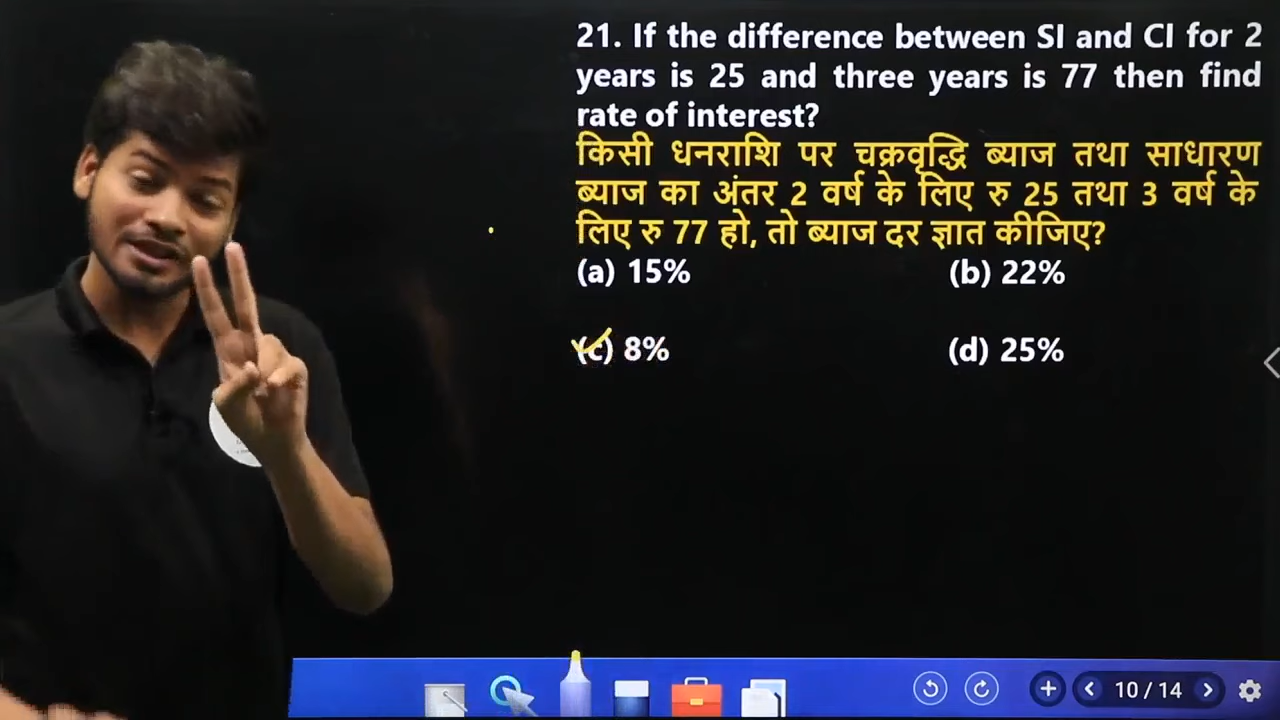 21. If the difference between SI and CI for 2
years is 25 and three years is 77 then find
rate of interest?
किसी धनराशि पर चक्रवृद्धि ब्याज तथा साधारण
ब्याज का अंतर 2 वर्ष के लिए रु 25 तथा 3 वर्ष के
लिए रु 77 हो, तो ब्याज दर ज्ञात कीजिए?
(a) 15% (b) 22%
(c) 8% (d) 25%
10 / 14